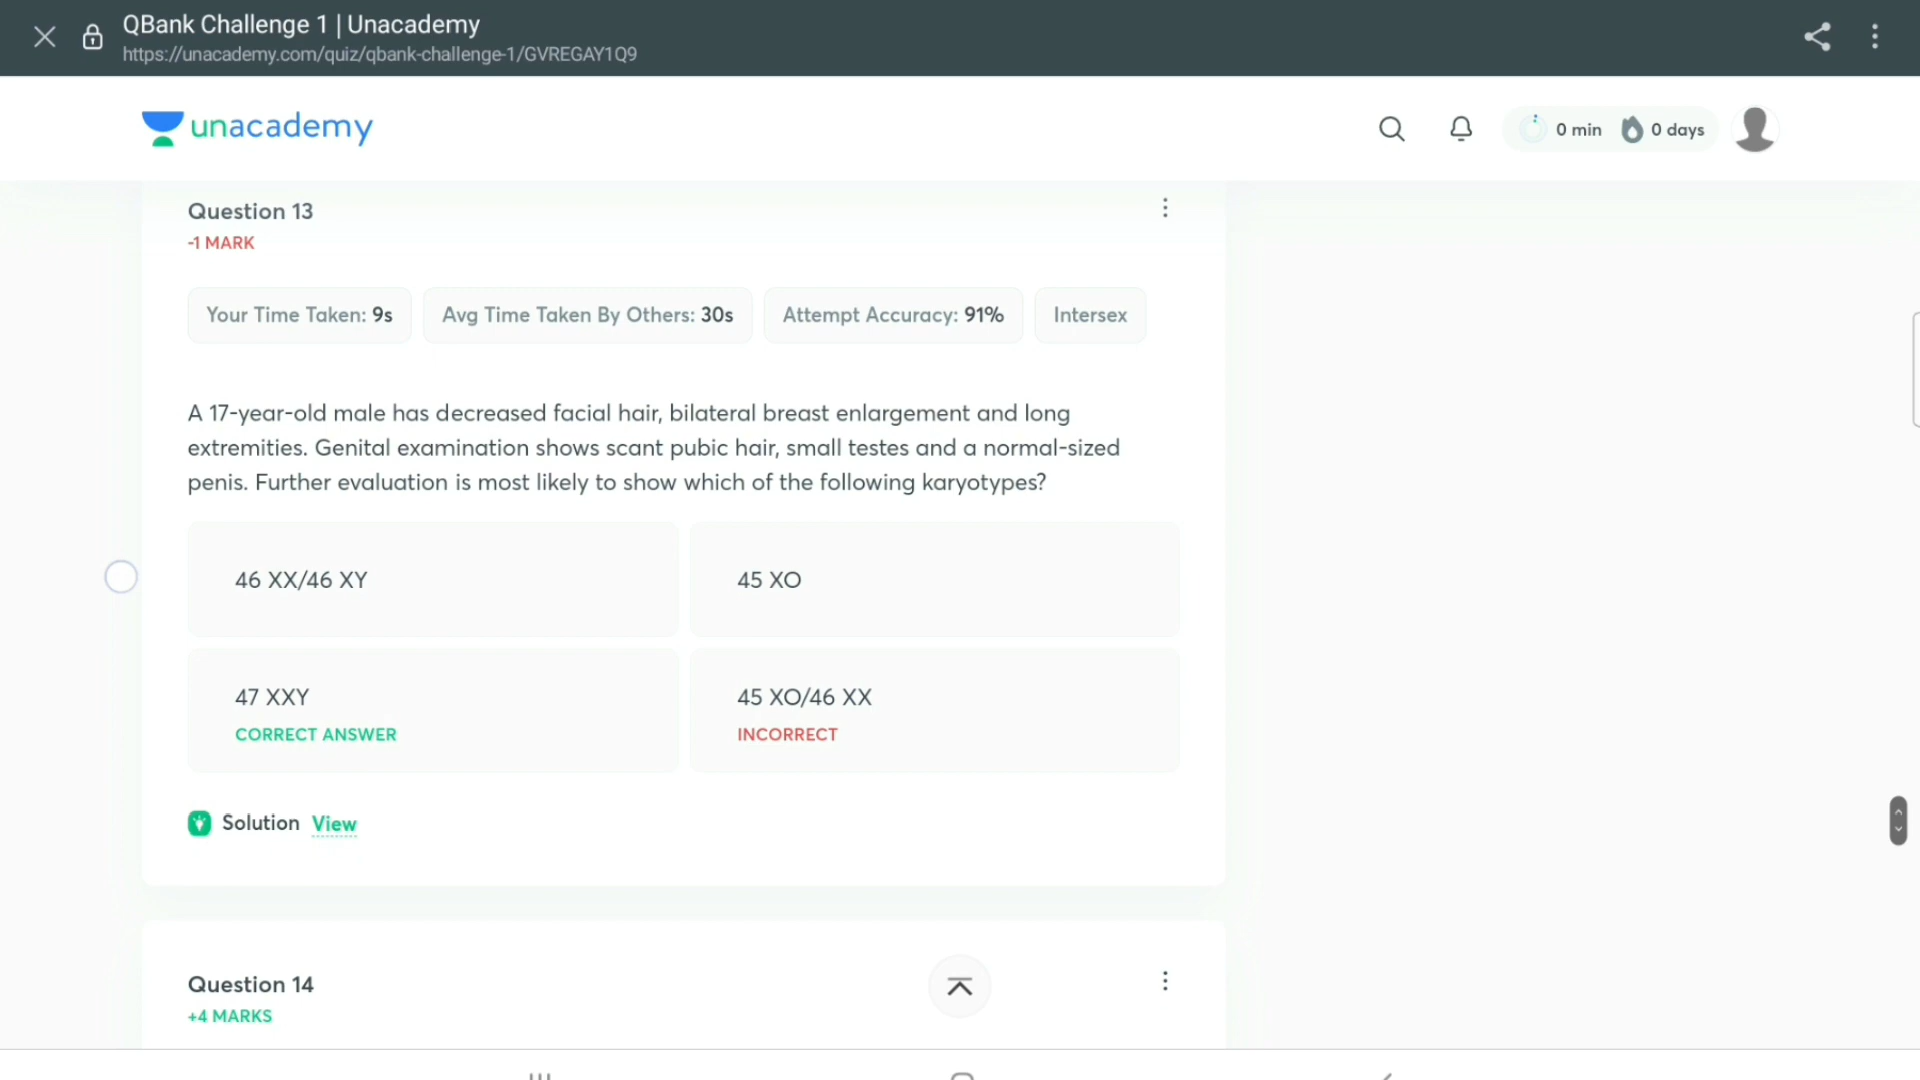 QBank Challenge 1 | Unacademy
https://unacademy.com/quiz/qbank-challenge-1/GVREGAY1Q9
unacademy
0 min
0 days
Question 13
-1 MARK
Your Time Taken: 9s
Avg Time Taken By Others: 30s
Attempt Accuracy: 91%
Intersex
A 17-year-old male has decreased facial hair, bilateral breast enlargement and long
extremities. Genital examination shows scant pubic hair, small testes and a normal-sized
penis. Further evaluation is most likely to show which of the following karyotypes?
46 XX/46 XY
45 XO
47 XXY
CORRECT ANSWER
45 XO/46 XX
INCORRECT
Solution View
Question 14
+4 MARKS